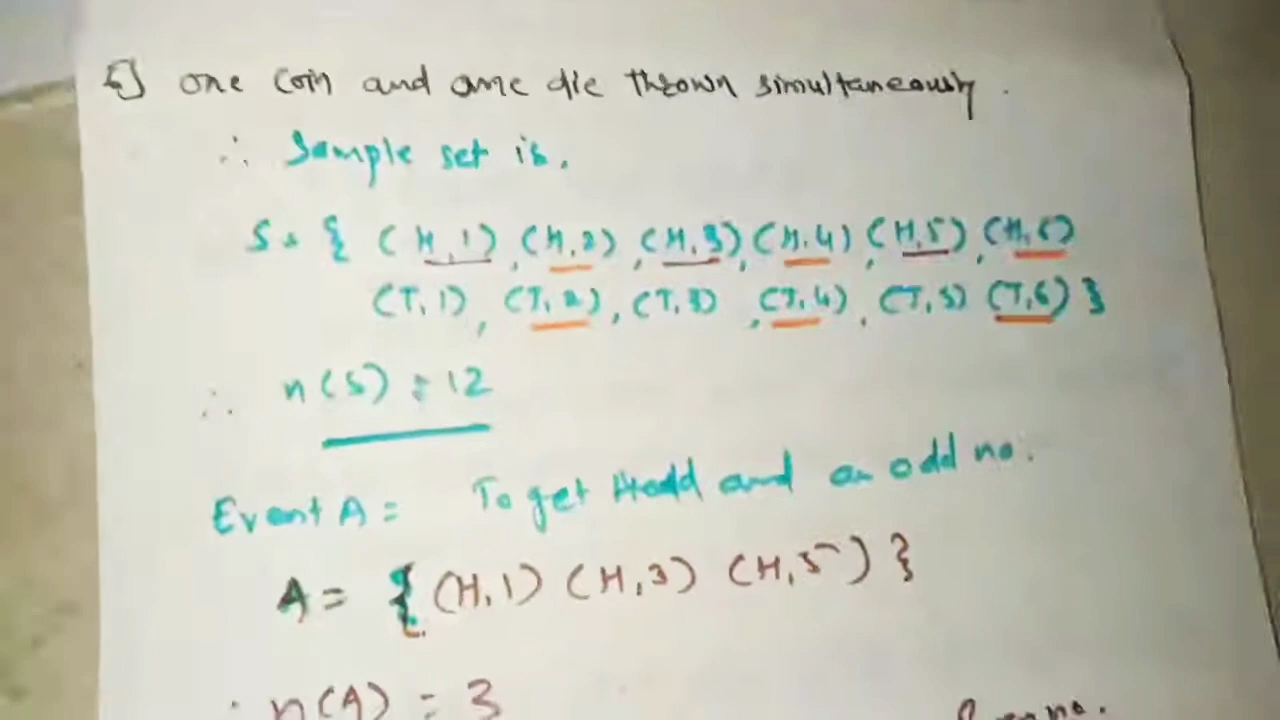 one coin and one die thrown simultaneously.
∴ Sample set is.
S = { (H,1), (H,2), (H,3), (H,4), (H,5), (H,6)
(T,1), (T,2), (T,3), (T,4), (T,5) (T,6) }
∴ n(S) = 12
Event A = To get Head and an odd no.
A = { (H,1) (H,3) (H,5) }
∴ n(A) = 3
no.